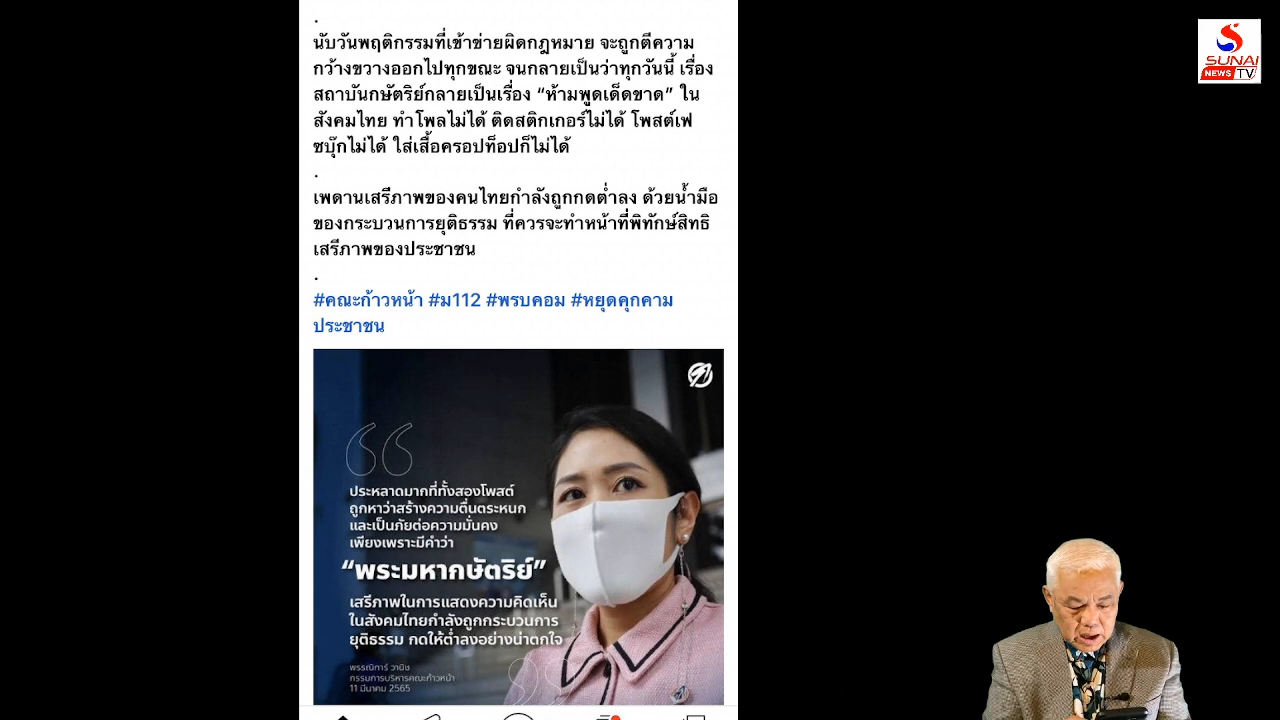 .
นับวันพฤติกรรมที่เข้าข่ายผิดกฎหมาย จะถูกตีความ
กว้างขวางออกไปทุกขณะ จนกลายเป็นว่าทุกวันนี้ เรื่อง
สถาบันกษัตริย์กลายเป็นเรื่อง “ห้ามพูดเด็ดขาด” ใน
สังคมไทย ทำโพลไม่ได้ ติดสติกเกอร์ไม่ได้ โพสต์เฟ
ซบุ๊กไม่ได้ ใส่เสื้อครอปท็อปก็ไม่ได้
.
เพดานเสรีภาพของคนไทยกำลังถูกกดต่ำลง ด้วยน้ำมือ
ของกระบวนการยุติธรรม ที่ควรจะทำหน้าที่พิทักษ์สิทธิ
เสรีภาพของประชาชน
.
#คณะก้าวหน้า #ม112 #พรบคอม #หยุดคุกคาม
ประชาชน
“
ประหลาดมากที่ทั้งสองโพสต์
ถูกหาว่าสร้างความตื่นตระหนก
และเป็นภัยต่อความมั่นคง
เพียงเพราะมีคำว่า
“พระมหากษัตริย์”
เสรีภาพในการแสดงความคิดเห็น
ในสังคมไทยกำลังถูกกระบวนการ
ยุติธรรม กดให้ต่ำลงอย่างน่าตกใจ
”
พรรณิการ์ วานิช
กรรมการบริหารคณะก้าวหน้า
11 มีนาคม 2565
SUNAI
NEWS TV